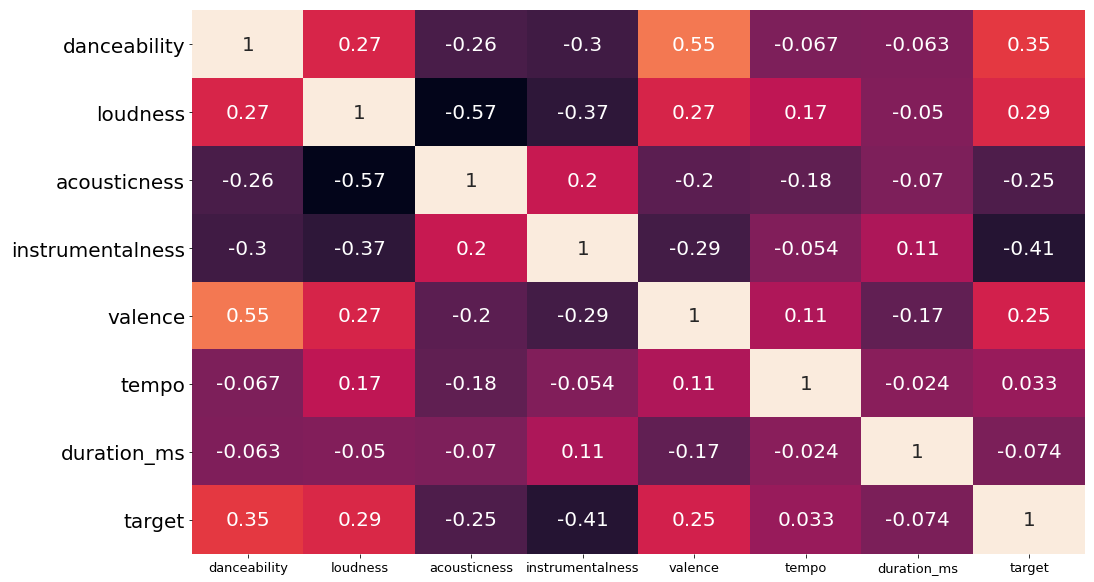 danceability 1 0.27 -0.26 -0.3 0.55 -0.067 -0.063 0.35
loudness 0.27 1 -0.57 -0.37 0.27 0.17 -0.05 0.29
acousticness -0.26 -0.57 1 0.2 -0.2 -0.18 -0.07 -0.25
instrumentalness -0.3 -0.37 0.2 1 -0.29 -0.054 0.11 -0.41
valence 0.55 0.27 -0.2 -0.29 1 0.11 -0.17 0.25
tempo -0.067 0.17 -0.18 -0.054 0.11 1 -0.024 0.033
duration_ms -0.063 -0.05 -0.07 0.11 -0.17 -0.024 1 -0.074
target 0.35 0.29 -0.25 -0.41 0.25 0.033 -0.074 1
danceability loudness acousticness instrumentalness valence tempo duration_ms target